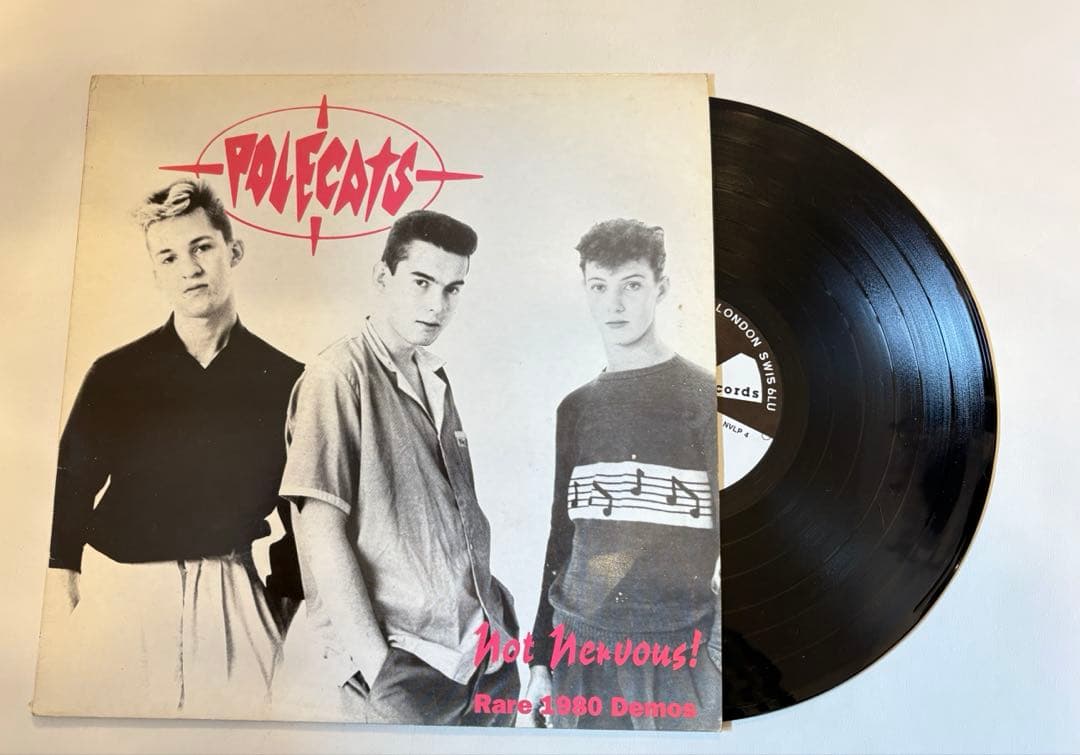 POLECATS
Not Nervous!
Rare 1980 Demos
LONDON SW15 6LU
cords
NVLP 4